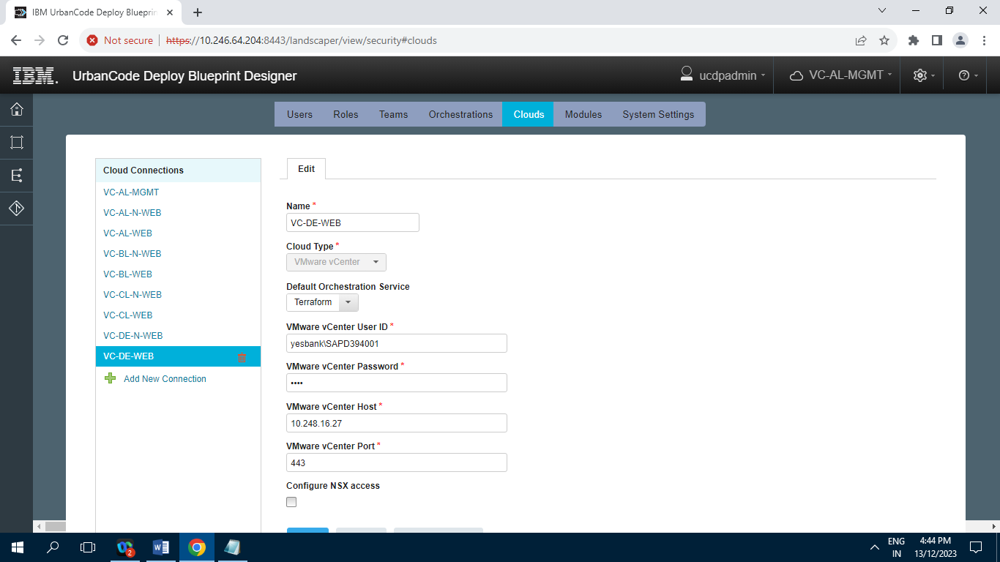 IBM UrbanCode Deploy Blueprin
Not secure https://10.246.64.204:8443/landscaper/view/security#clouds
IBM. UrbanCode Deploy Blueprint Designer ucdpadmin VC-AL-MGMT
Users Roles Teams Orchestrations Clouds Modules System Settings
Cloud Connections
VC-AL-MGMT
VC-AL-N-WEB
VC-AL-WEB
VC-BL-N-WEB
VC-BL-WEB
VC-CL-N-WEB
VC-CL-WEB
VC-DE-N-WEB
VC-DE-WEB
Add New Connection
Edit
Name *
VC-DE-WEB
Cloud Type *
VMware vCenter
Default Orchestration Service
Terraform
VMware vCenter User ID *
yesbank\SAPD394001
VMware vCenter Password *
••••
VMware vCenter Host *
10.248.16.27
VMware vCenter Port *
443
Configure NSX access
2
ENG
IN
4:44 PM
13/12/2023